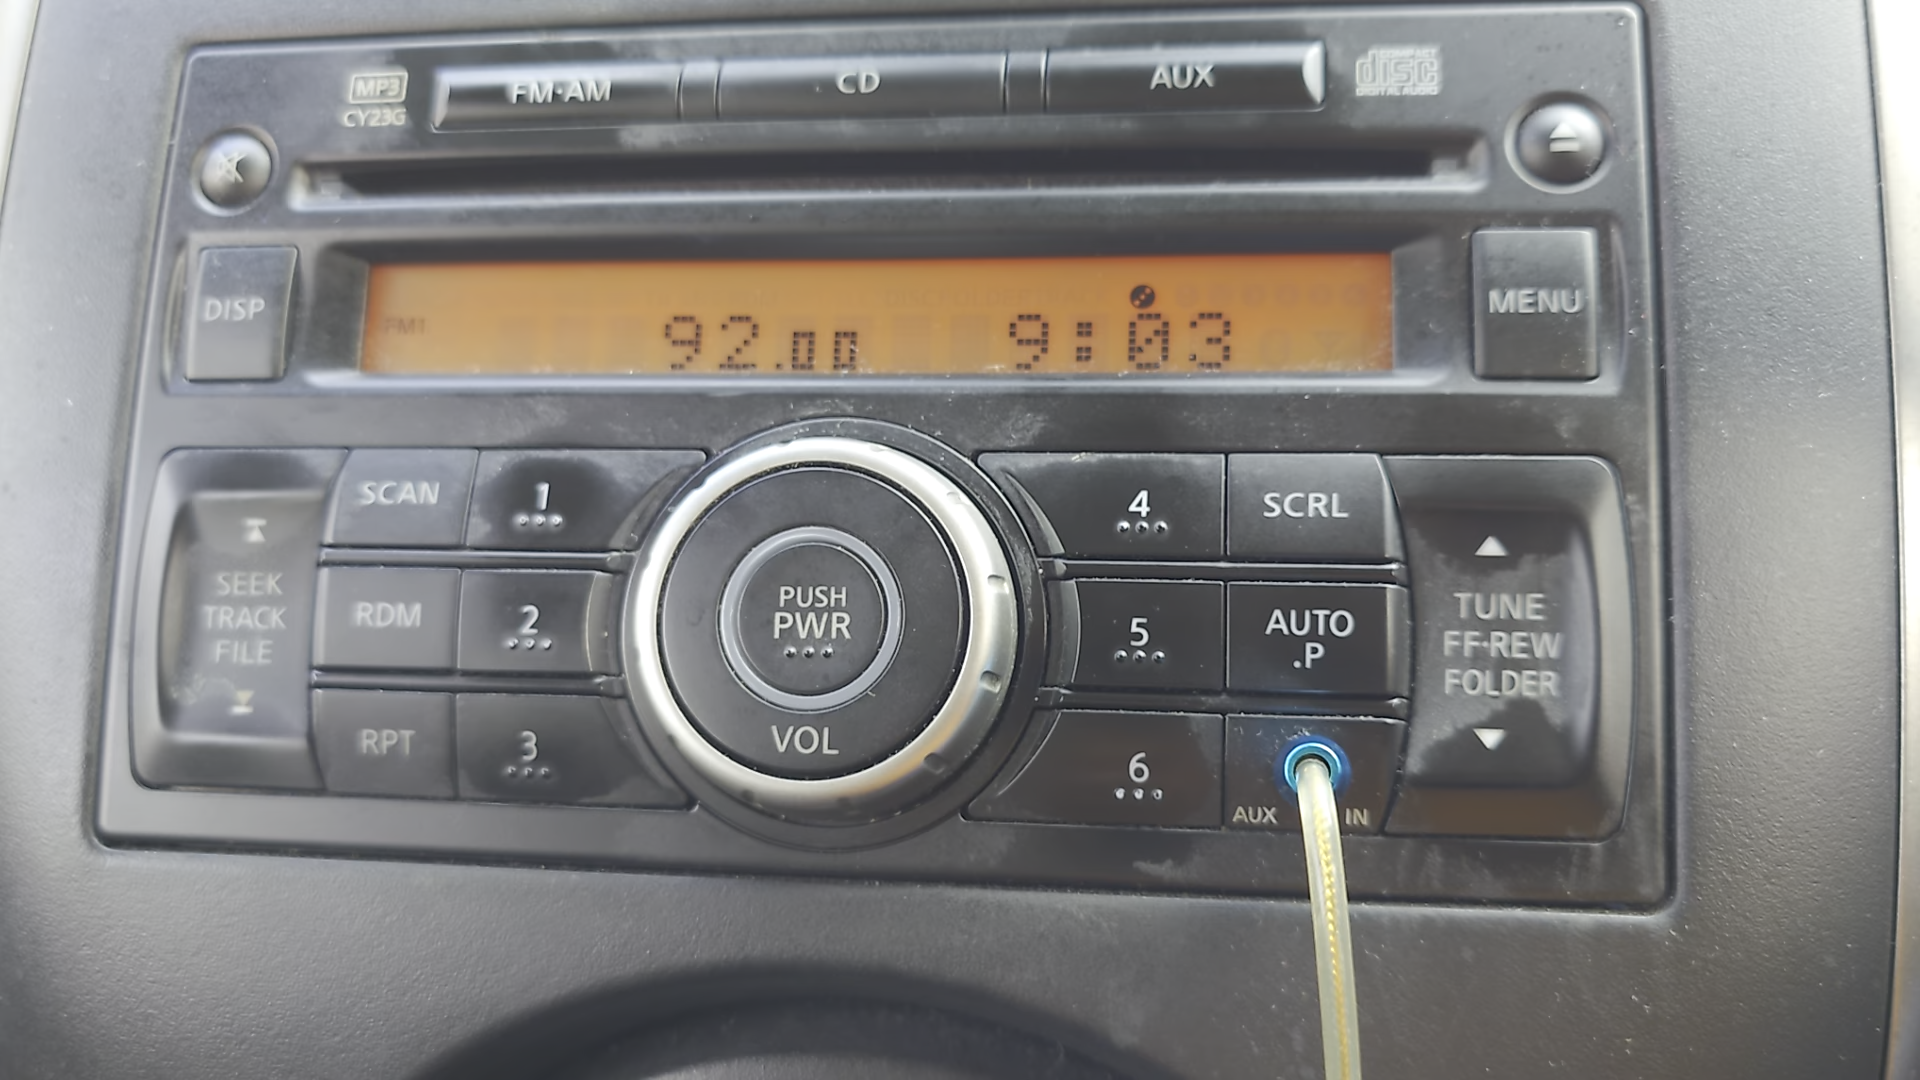 MP3
CY23G
FM·AM
CD
AUX
COMPACT
disc
DIGITAL AUDIO
DISP
FM1
92.00
9:03
MENU
SCAN
1
4
SCRL
SEEK
TRACK
FILE
RDM
2
PUSH
PWR
5
AUTO
.P
TUNE
FF·REW
FOLDER
RPT
3
VOL
6
AUX IN